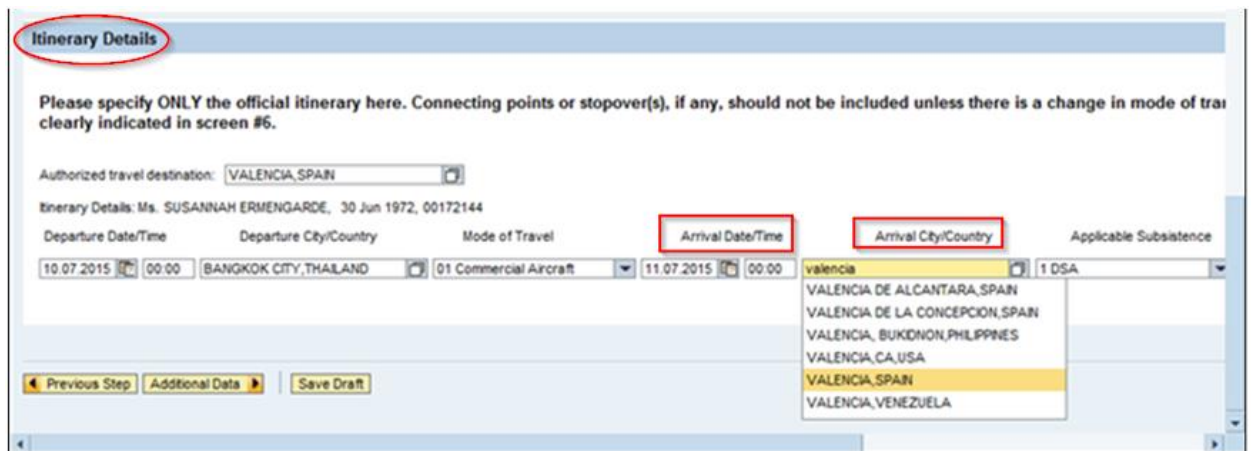 Itinerary Details
Please specify ONLY the official itinerary here. Connecting points or stopover(s), if any, should not be included unless there is a change in mode of tra
clearly indicated in screen #6.
Authorized travel destination: VALENCIA,SPAIN
Itinerary Details: Ms. SUSANNAH ERMENGARDE, 30 Jun 1972, 00172144
Departure Date/Time Departure City/Country Mode of Travel Arrival Date/Time Arrival City/Country Applicable Subsistence
10.07.2015 00:00 BANGKOK CITY,THAILAND 01 Commercial Aircraft 11.07.2015 00:00 valencia 1 DSA
VALENCIA DE ALCANTARA,SPAIN
VALENCIA DE LA CONCEPCION,SPAIN
VALENCIA, BUKIDNON,PHILIPPINES
VALENCIA,CA,USA
VALENCIA,SPAIN
VALENCIA,VENEZUELA
Previous Step Additional Data Save Draft